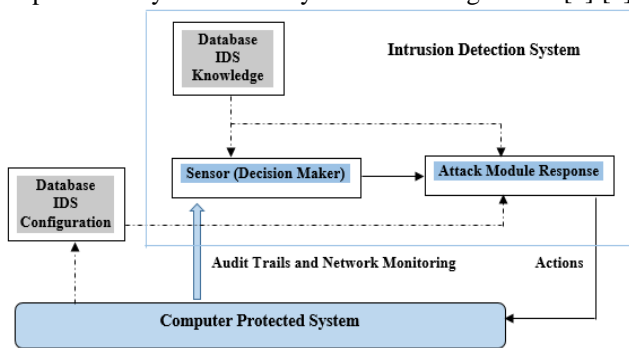 Database
IDS
Knowledge
Intrusion Detection System
Sensor (Decision Maker)
Attack Module Response
Database
IDS
Configuration
Audit Trails and Network Monitoring
Actions
Computer Protected System